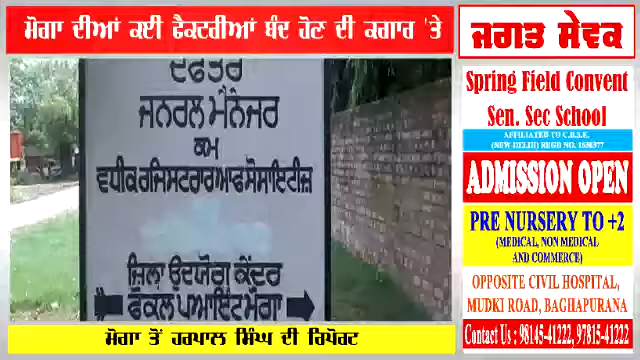 ਮੋਗਾ ਦੀਆਂ ਕਈ ਫੈਕਟਰੀਆਂ ਬੰਦ ਹੋਣ ਦੀ ਕਗਾਰ 'ਤੇ
ਦਫਤਰ
ਜਨਰਲ ਮੈਨੇਜਰ
ਕਮ
ਵਧੀਕ ਰਜਿਸਟਰਾਰ ਆਫ ਸੋਸਾਇਟੀਜ਼
ਜ਼ਿਲਾ ਉਦਯੋਗ ਕੇਂਦਰ
ਫੋਕਲ ਪੁਆਇੰਟ ਮੋਗਾ
ਮੋਗਾ ਤੋਂ ਹਰਪਾਲ ਸਿੰਘ ਦੀ ਰਿਪੋਰਟ
ਜਗਤ ਸੇਵਕ
Spring Field Convent
Sen. Sec School
AFFILIATED TO C.B.S.E.
(NEW DELHI) REGD NO. 1630377
ADMISSION OPEN
PRE NURSERY TO +2
(MEDICAL, NON MEDICAL
AND COMMERCE)
OPPOSITE CIVIL HOSPITAL,
MUDKI ROAD, BAGHAPURANA
Contact Us : 98145-41222, 97815-41222